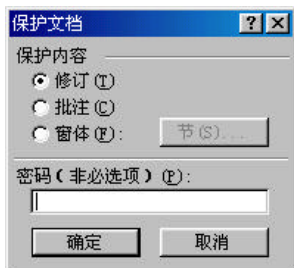 保护文档
保护内容
修订(T)
批注(C)
窗体(F): 节(S)...
密码(非必选项)(P):
确定 取消